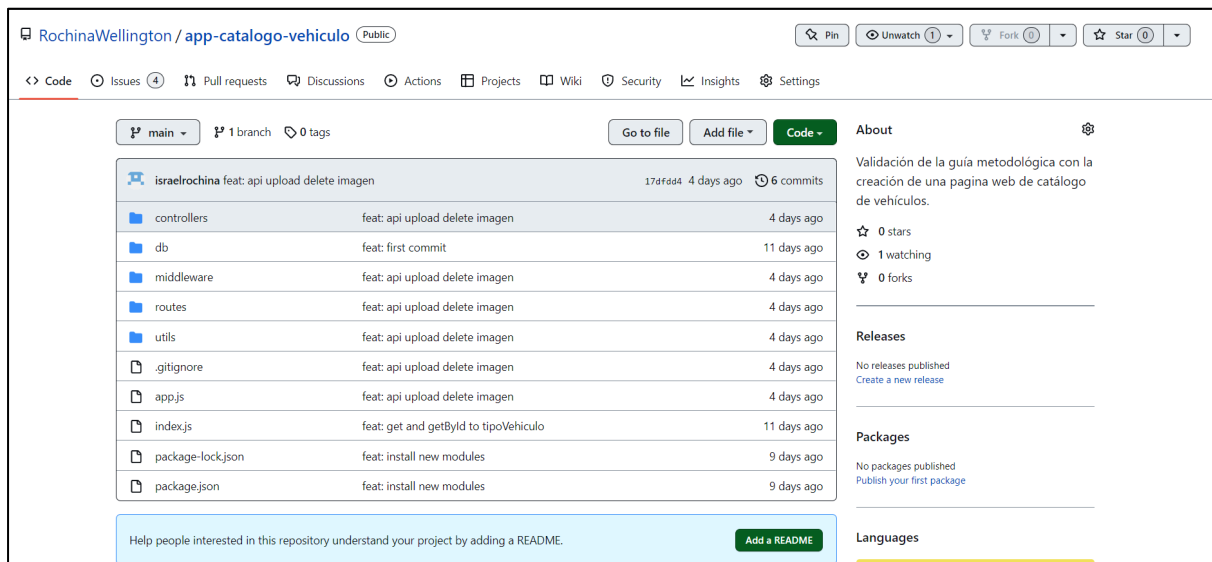 RochinaWellington / app-catalogo-vehiculo Public
Pin Unwatch 1 Fork 0 Star 0
Code Issues 4 Pull requests Discussions Actions Projects Wiki Security Insights Settings
main 1 branch 0 tags Go to file Add file Code
israelrochina feat: api upload delete imagen 17dfdd4 4 days ago 6 commits
controllers feat: api upload delete imagen 4 days ago
db feat: first commit 11 days ago
middleware feat: api upload delete imagen 4 days ago
routes feat: api upload delete imagen 4 days ago
utils feat: api upload delete imagen 4 days ago
.gitignore feat: api upload delete imagen 4 days ago
app.js feat: api upload delete imagen 4 days ago
index.js feat: get and getById to tipoVehiculo 11 days ago
package-lock.json feat: install new modules 9 days ago
package.json feat: install new modules 9 days ago
Help people interested in this repository understand your project by adding a README. Add a README
About
Validación de la guía metodológica con la
creación de una pagina web de catálogo
de vehículos.
0 stars
1 watching
0 forks
Releases
No releases published
Create a new release
Packages
No packages published
Publish your first package
Languages